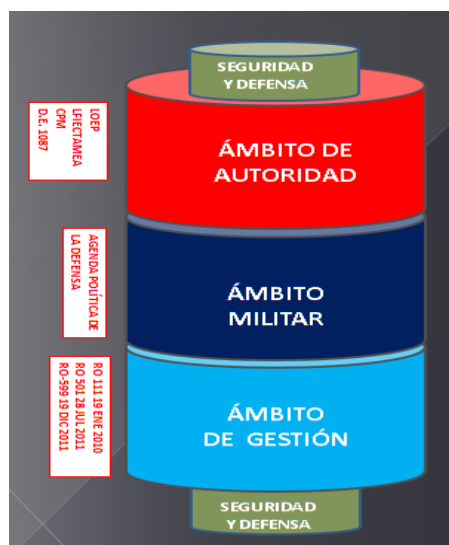 SEGURIDAD
Y DEFENSA
LOEP
LFIECTAMEA
CPM
D.E. 1087
ÁMBITO DE
AUTORIDAD
AGENDA POLÍTICA DE
LA DEFENSA
ÁMBITO
MILITAR
RO 111 19 ENE 2010
RO 501 28 JUL 2011
RO-599 19 DIC 2011
ÁMBITO
DE GESTIÓN
SEGURIDAD
Y DEFENSA